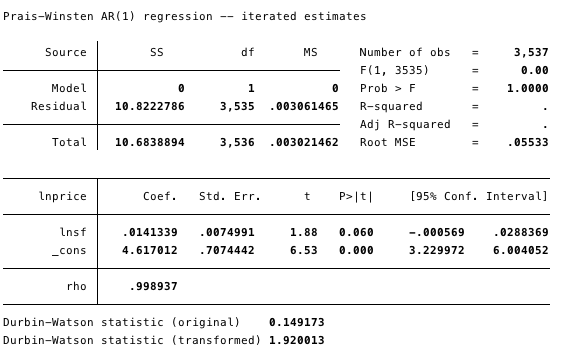 Prais-Winsten AR(1) regression -- iterated estimates
Source SS df MS Number of obs = 3,537
F(1, 3535) = 0.00
Model 0 1 0 Prob > F = 1.0000
Residual 10.8222786 3,535 .003061465 R-squared = .
Adj R-squared = .
Total 10.6838894 3,536 .003021462 Root MSE = .05533
lnprice Coef. Std. Err. t P>|t| [95% Conf. Interval]
lnsf .0141339 .0074991 1.88 0.060 -.000569 .0288369
_cons 4.617012 .7074442 6.53 0.000 3.229972 6.004052
rho .998937
Durbin-Watson statistic (original) 0.149173
Durbin-Watson statistic (transformed) 1.920013